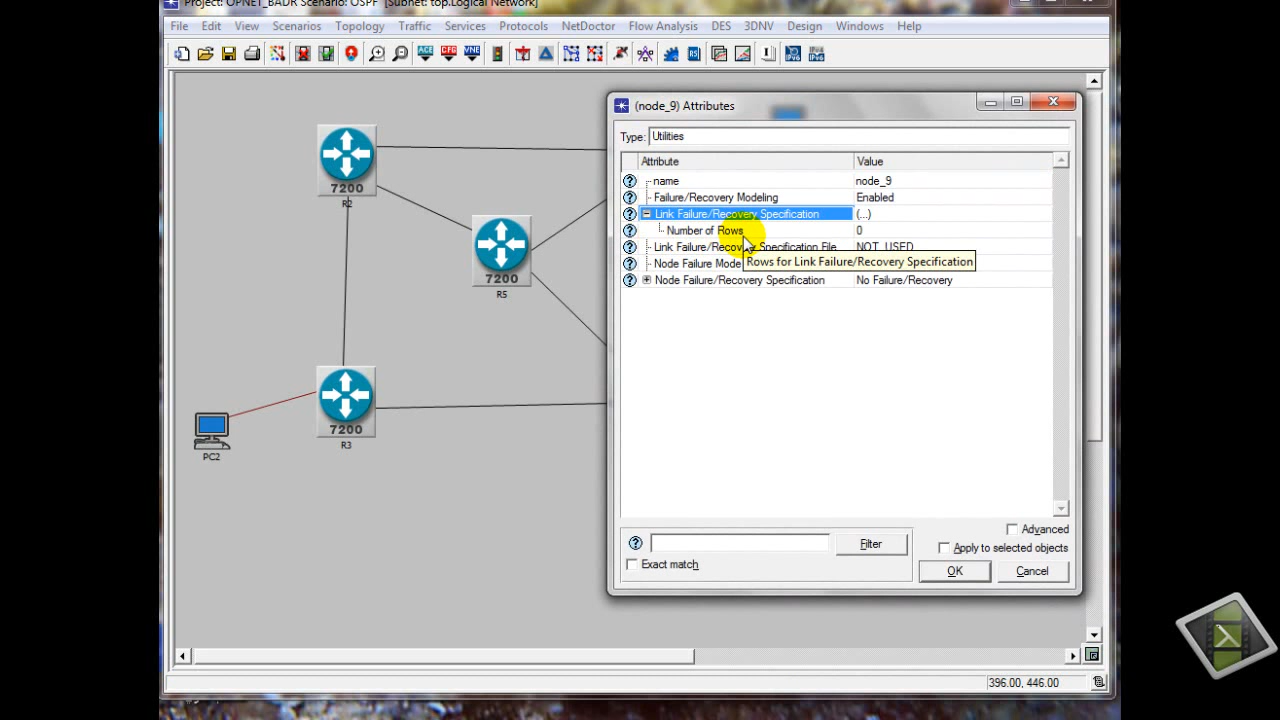 Project: OPNET_BADR Scenario: OSPF [Subnet: top.Logical Network]
File Edit View Scenarios Topology Traffic Services Protocols NetDoctor Flow Analysis DES 3DNV Design Windows Help
(node_9) Attributes
Type: Utilities
Attribute Value
name node_9
Failure/Recovery Modeling Enabled
Link Failure/Recovery Specification (...)
Number of Rows 0
Link Failure/Recovery Specification File NOT_USED
Node Failure Mode
Rows for Link Failure/Recovery Specification
Node Failure/Recovery Specification No Failure/Recovery
7200
R2
7200
R5
7200
R3
PC2
Advanced
Filter
Apply to selected objects
Exact match
OK Cancel
396.00, 446.00